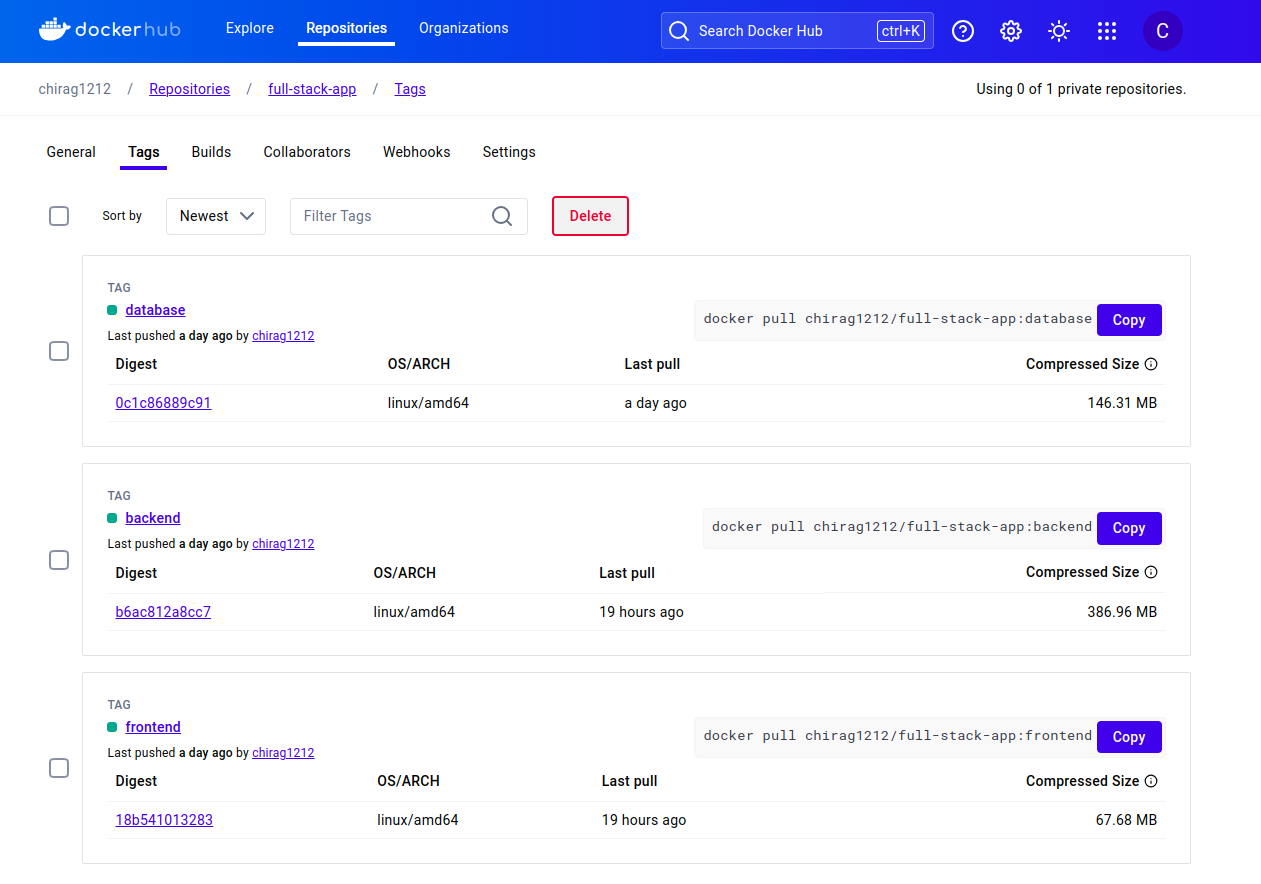 dockerhub Explore Repositories Organizations Search Docker Hub ctrl+K ? C
chirag1212 / Repositories / full-stack-app / Tags Using 0 of 1 private repositories.
General Tags Builds Collaborators Webhooks Settings
Sort by Newest Filter Tags Delete
TAG
database
docker pull chirag1212/full-stack-app:database Copy
Last pushed a day ago by chirag1212
Digest OS/ARCH Last pull Compressed Size
0c1c86889c91 linux/amd64 a day ago 146.31 MB
TAG
backend
docker pull chirag1212/full-stack-app:backend Copy
Last pushed a day ago by chirag1212
Digest OS/ARCH Last pull Compressed Size
b6ac812a8cc7 linux/amd64 19 hours ago 386.96 MB
TAG
frontend
docker pull chirag1212/full-stack-app:frontend Copy
Last pushed a day ago by chirag1212
Digest OS/ARCH Last pull Compressed Size
18b541013283 linux/amd64 19 hours ago 67.68 MB